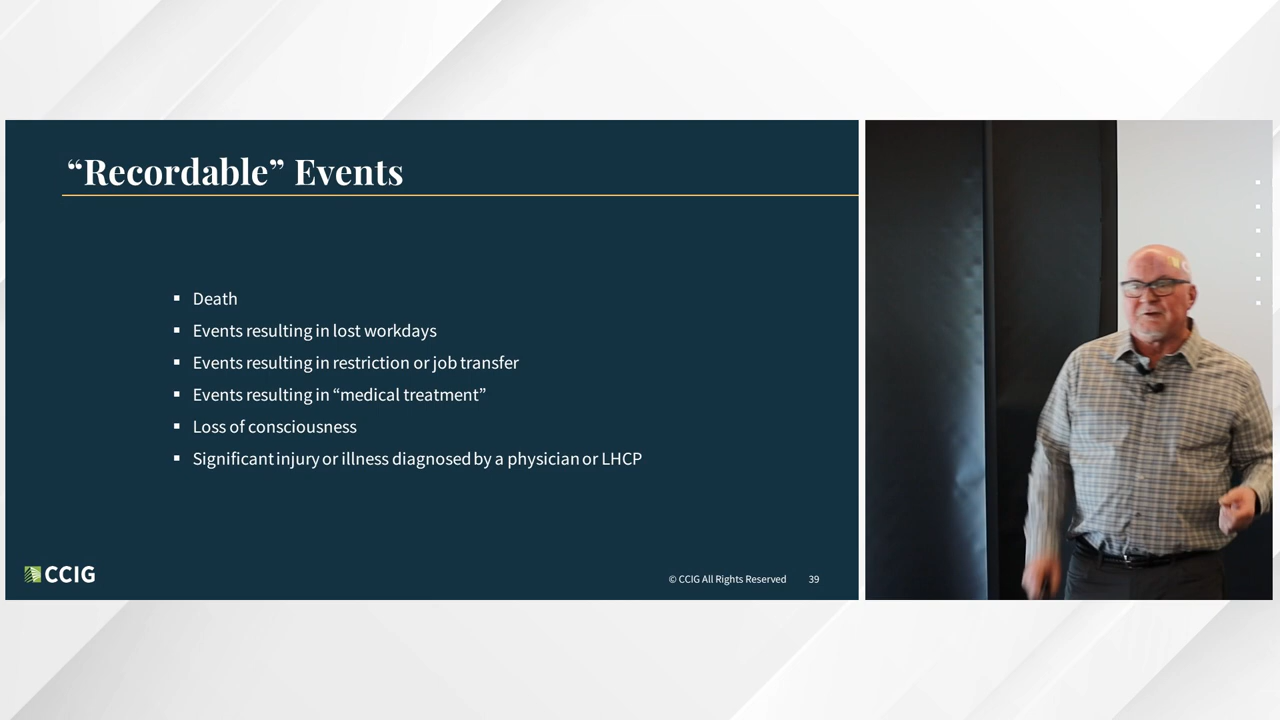 “Recordable” Events
▪ Death
▪ Events resulting in lost workdays
▪ Events resulting in restriction or job transfer
▪ Events resulting in “medical treatment”
▪ Loss of consciousness
▪ Significant injury or illness diagnosed by a physician or LHCP
CCIG
© CCIG All Rights Reserved 39